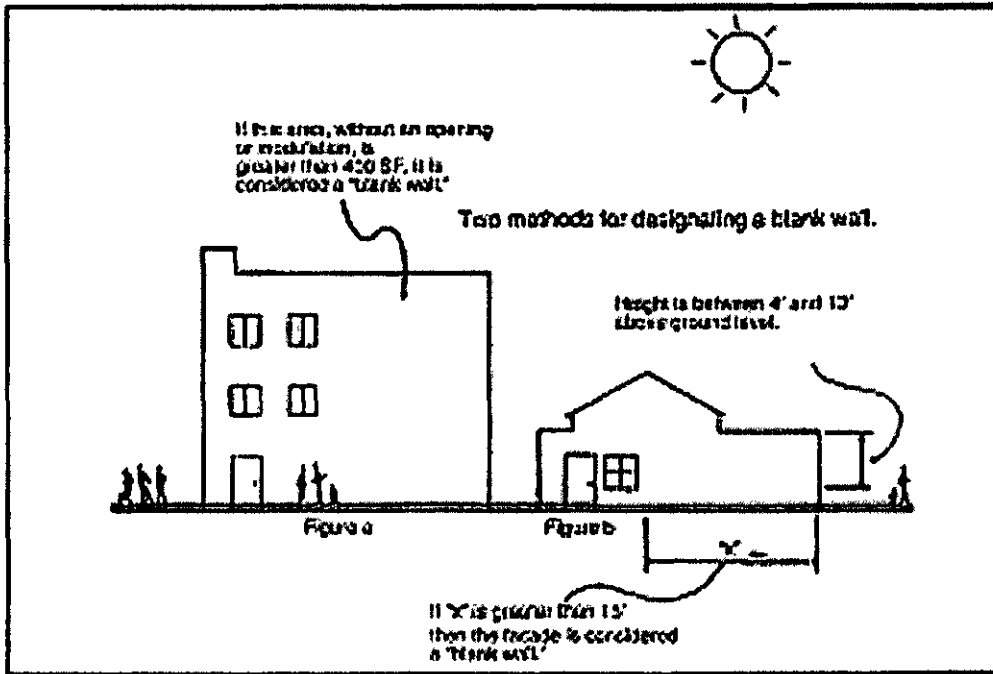 If this area, without an opening
or modulation, is
greater than 400 SF, it is
considered a "blank wall."
Two methods for designating a blank wall.
Height is between 4' and
above ground level.
Figure a
Figure b
"x"
If "x" is greater than 15'
then the facade is considered
a "blank wall."